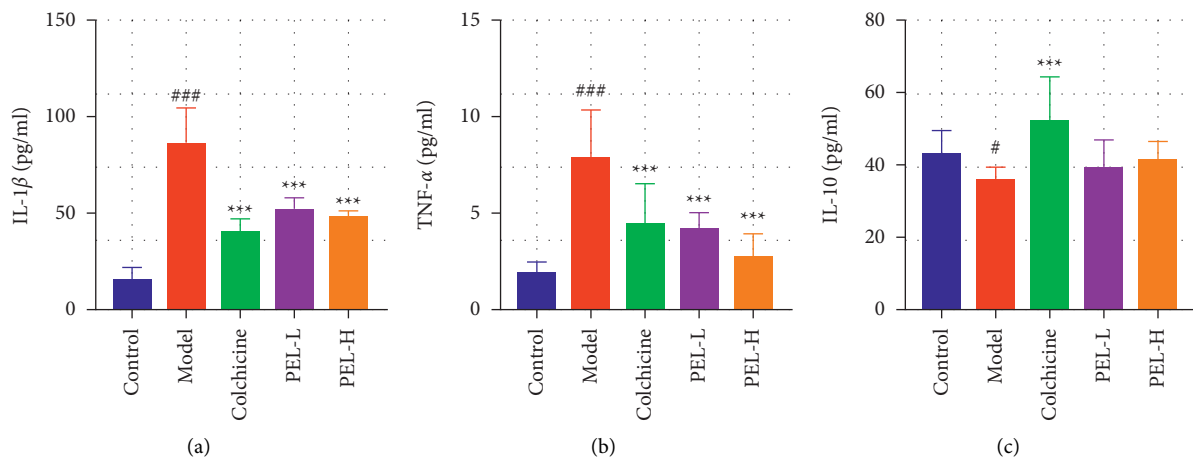 IL-1β (pg/ml)
150
100
50
0
###
***
***
***
Control
Model
Colchicine
PEL-L
PEL-H
(a)
TNF-α (pg/ml)
15
10
5
0
###
***
***
***
Control
Model
Colchicine
PEL-L
PEL-H
(b)
IL-10 (pg/ml)
80
60
40
20
0
#
***
Control
Model
Colchicine
PEL-L
PEL-H
(c)